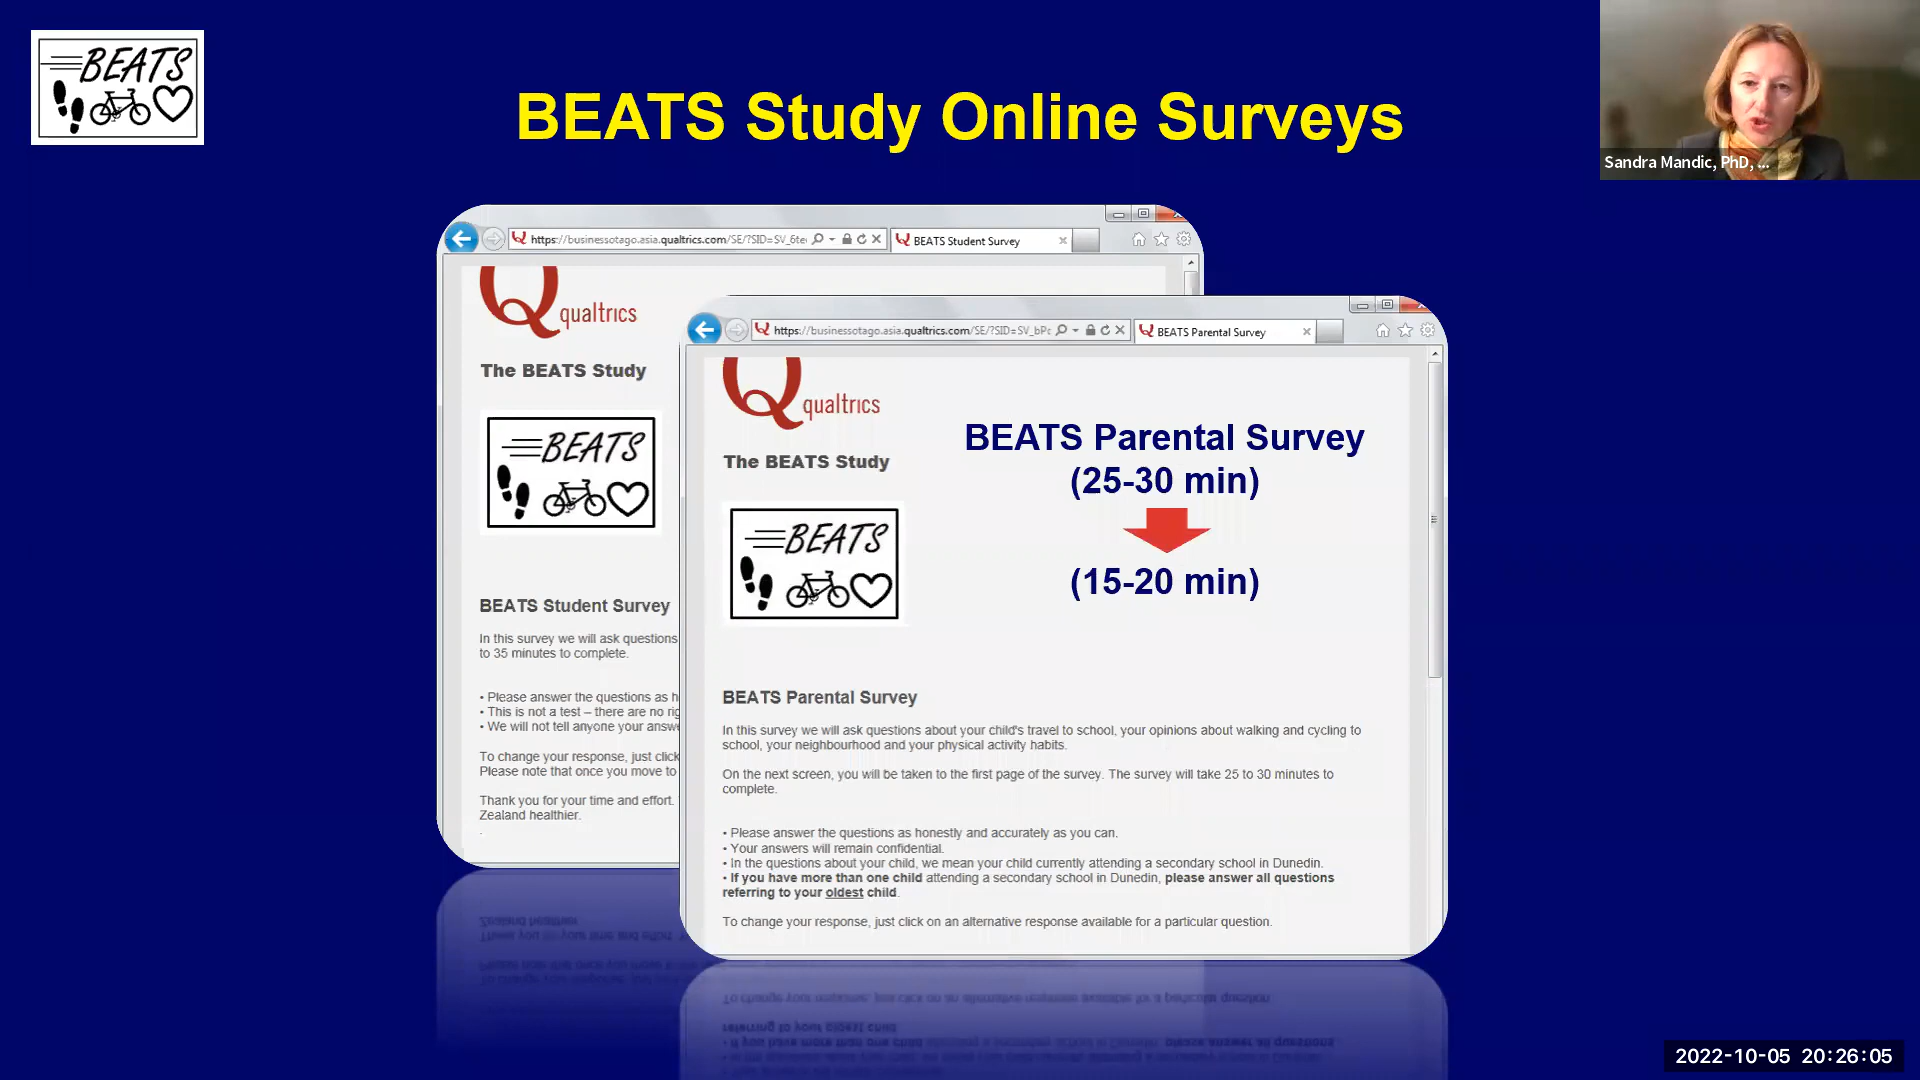 BEATS
BEATS Study Online Surveys
Sandra Mandic, PhD, ...
https://businessotago.asia.qualtrics.com/SE/?SID=SV_6te
BEATS Student Survey
qualtrics
The BEATS Study
BEATS
BEATS Student Survey
In this survey we will ask questions
to 35 minutes to complete.
• Please answer the questions as h
• This is not a test – there are no rig
• We will not tell anyone your answe
To change your response, just click
Please note that once you move to
Thank you for your time and effort.
Zealand healthier.
https://businessotago.asia.qualtrics.com/SE/?SID=SV_bPc
BEATS Parental Survey
qualtrics
The BEATS Study
BEATS
BEATS Parental Survey
(25-30 min)
(15-20 min)
BEATS Parental Survey
In this survey we will ask questions about your child's travel to school, your opinions about walking and cycling to
school, your neighbourhood and your physical activity habits.
On the next screen, you will be taken to the first page of the survey. The survey will take 25 to 30 minutes to
complete.
• Please answer the questions as honestly and accurately as you can.
• Your answers will remain confidential.
• In the questions about your child, we mean your child currently attending a secondary school in Dunedin.
• If you have more than one child attending a secondary school in Dunedin, please answer all questions
referring to your oldest child.
To change your response, just click on an alternative response available for a particular question.
2022-10-05 20:26:05